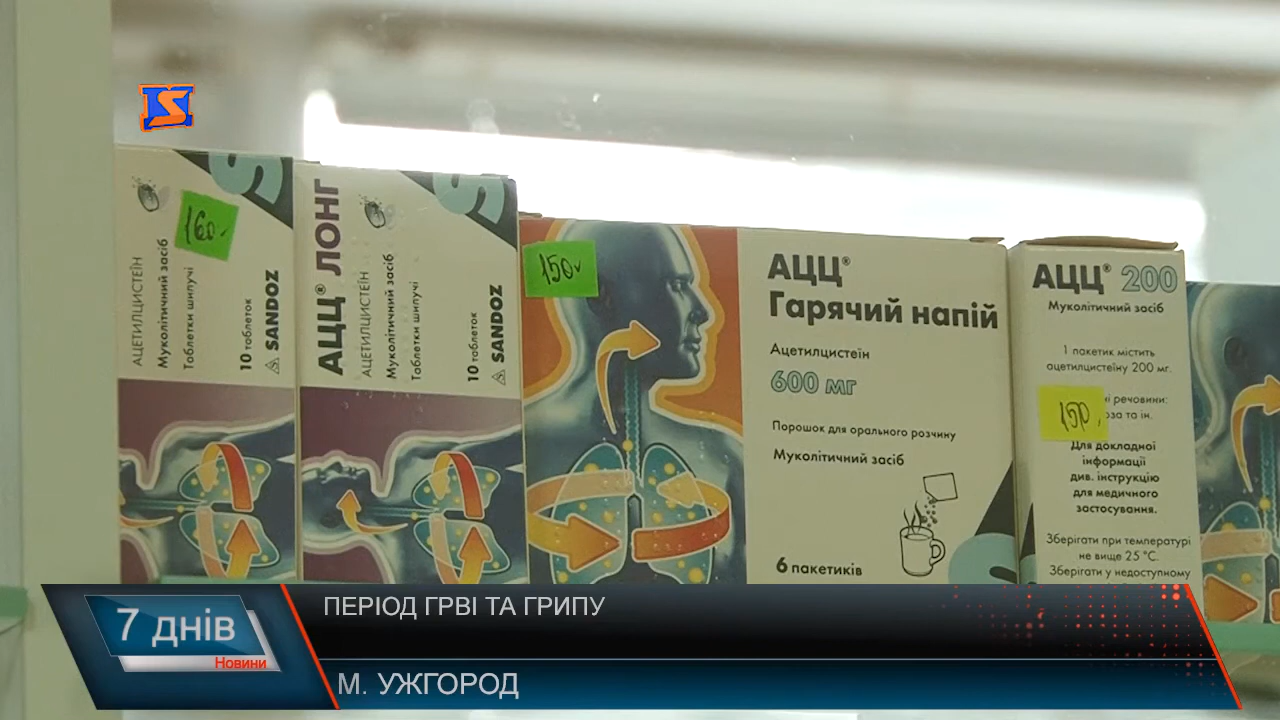 АЦЕТИЛЦИСТЕЇН
Муколітичний засіб
Таблетки шипучі
10 таблеток
SANDOZ
160
АЦЦ® ЛОНГ
АЦЕТИЛЦИСТЕЇН
Муколітичний засіб
Таблетки шипучі
10 таблеток
SANDOZ
150
АЦЦ®
Гарячий напій
Ацетилцистеїн
600 мг
Порошок для орального розчину
Муколітичний засіб
6 пакетиків
АЦЦ® 200
Муколітичний засіб
1 пакетик містить
ацетилцистеїну 200 мг.
речовини:
та ін.
Для докладної
інформації
див. інструкцію
для медичного
застосування.
Зберігати при температурі
не вище 25 °C.
Зберігати у недоступному
7 днів
Новини
ПЕРІОД ГРВІ ТА ГРИПУ
М. УЖГОРОД